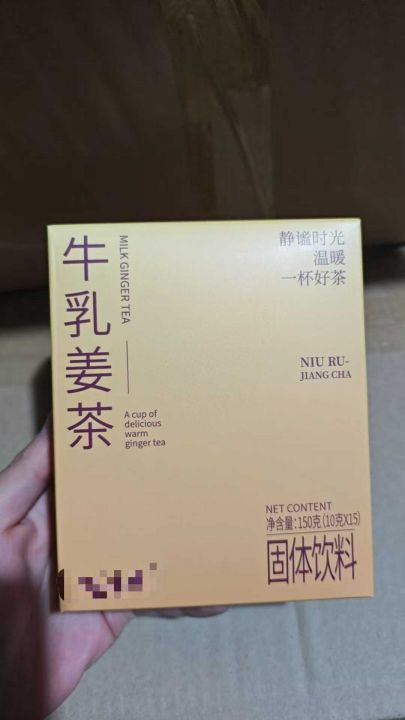 牛乳姜茶
MILK GINGER TEA
A cup of
delicious
warm
ginger tea
静谧时光
温暖
一杯好茶
NIU RU-
JIANG CHA
NET CONTENT
净含量:150克(10克X15)
固体饮料